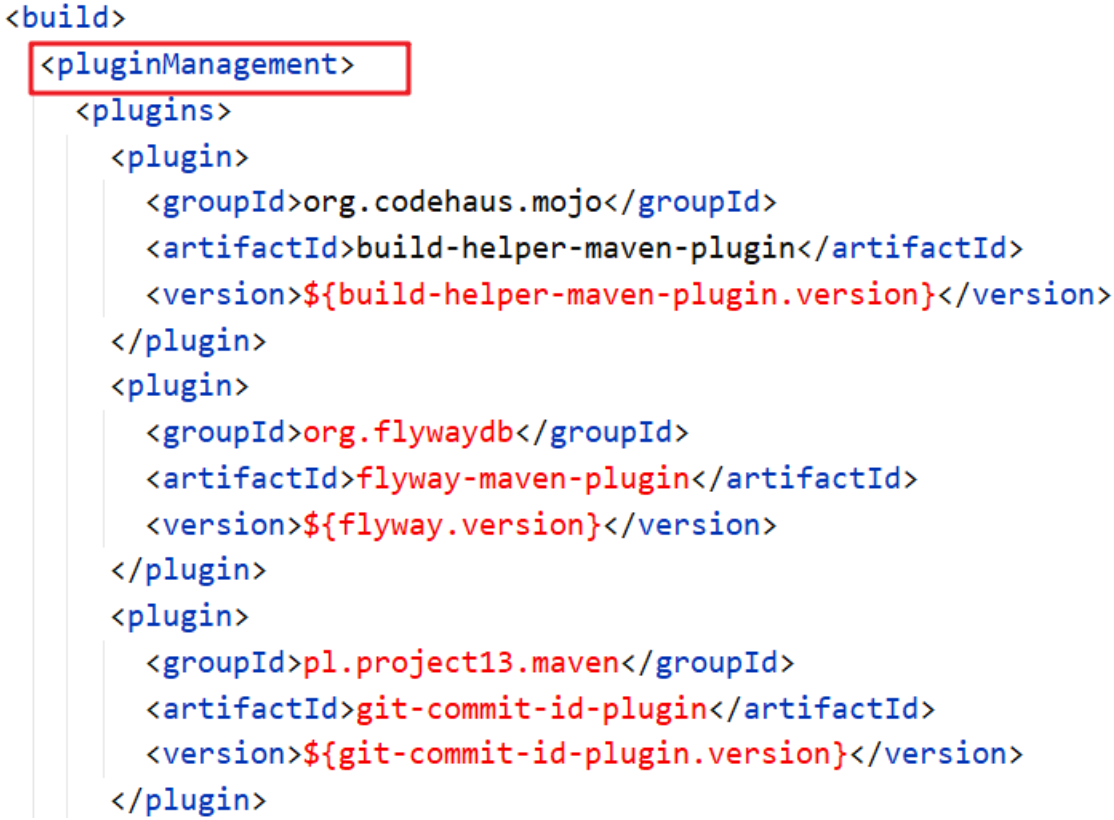 <build>
<pluginManagement>
<plugins>
<plugin>
<groupId>org.codehaus.mojo</groupId>
<artifactId>build-helper-maven-plugin</artifactId>
<version>${build-helper-maven-plugin.version}</version>
</plugin>
<plugin>
<groupId>org.flywaydb</groupId>
<artifactId>flyway-maven-plugin</artifactId>
<version>${flyway.version}</version>
</plugin>
<plugin>
<groupId>pl.project13.maven</groupId>
<artifactId>git-commit-id-plugin</artifactId>
<version>${git-commit-id-plugin.version}</version>
</plugin>